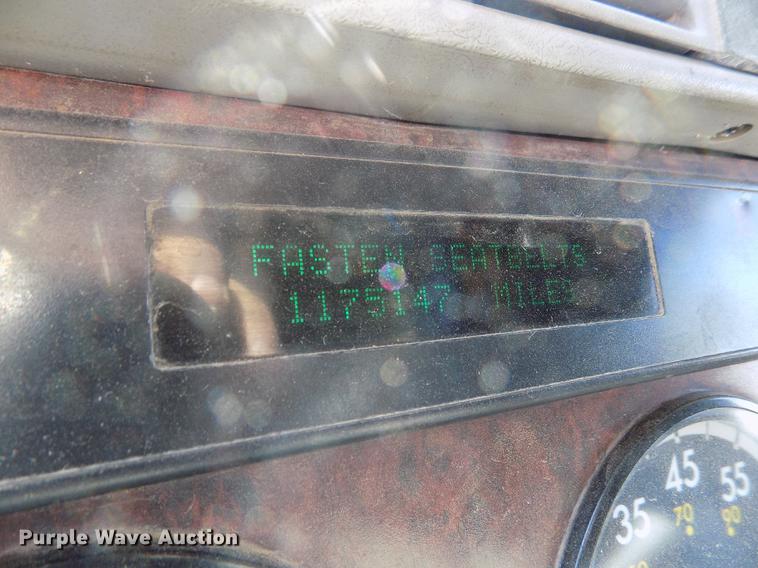 FASTEN SEATBELTS
1175147 MILES
45
55
35
70
90
Purple Wave Auction